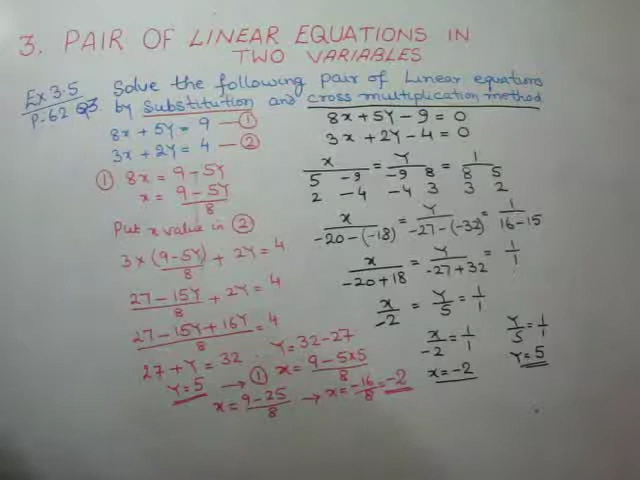 3. PAIR OF LINEAR EQUATIONS IN
TWO VARIABLES
Ex 3.5
P.62 Q3
Solve the following pair of Linear equations
by substitution and cross multiplication method
8x + 5Y = 9 — ①
3x + 2Y = 4 — ②
① 8x = 9 - 5Y
x = (9 - 5Y)/8
Put x value in ②
3 × (9 - 5Y)/8 + 2Y = 4
(27 - 15Y)/8 + 2Y = 4
(27 - 15Y + 16Y)/8 = 4
27 + Y = 32
Y = 32 - 27
Y = 5 → ① x = (9 - 5×5)/8
x = (9 - 25)/8 → x = -16/8 = -2
8x + 5Y - 9 = 0
3x + 2Y - 4 = 0
x/(5 -9) = Y/(-9 8) = 1/(8 5)
2 -4 -4 3 3 2
x/(-20 - (-18)) = Y/(-27 - (-32)) = 1/(16 - 15)
x/(-20 + 18) = Y/(-27 + 32) = 1/1
x/-2 = Y/5 = 1/1
x/-2 = 1/1 Y/5 = 1/1
x = -2 Y = 5